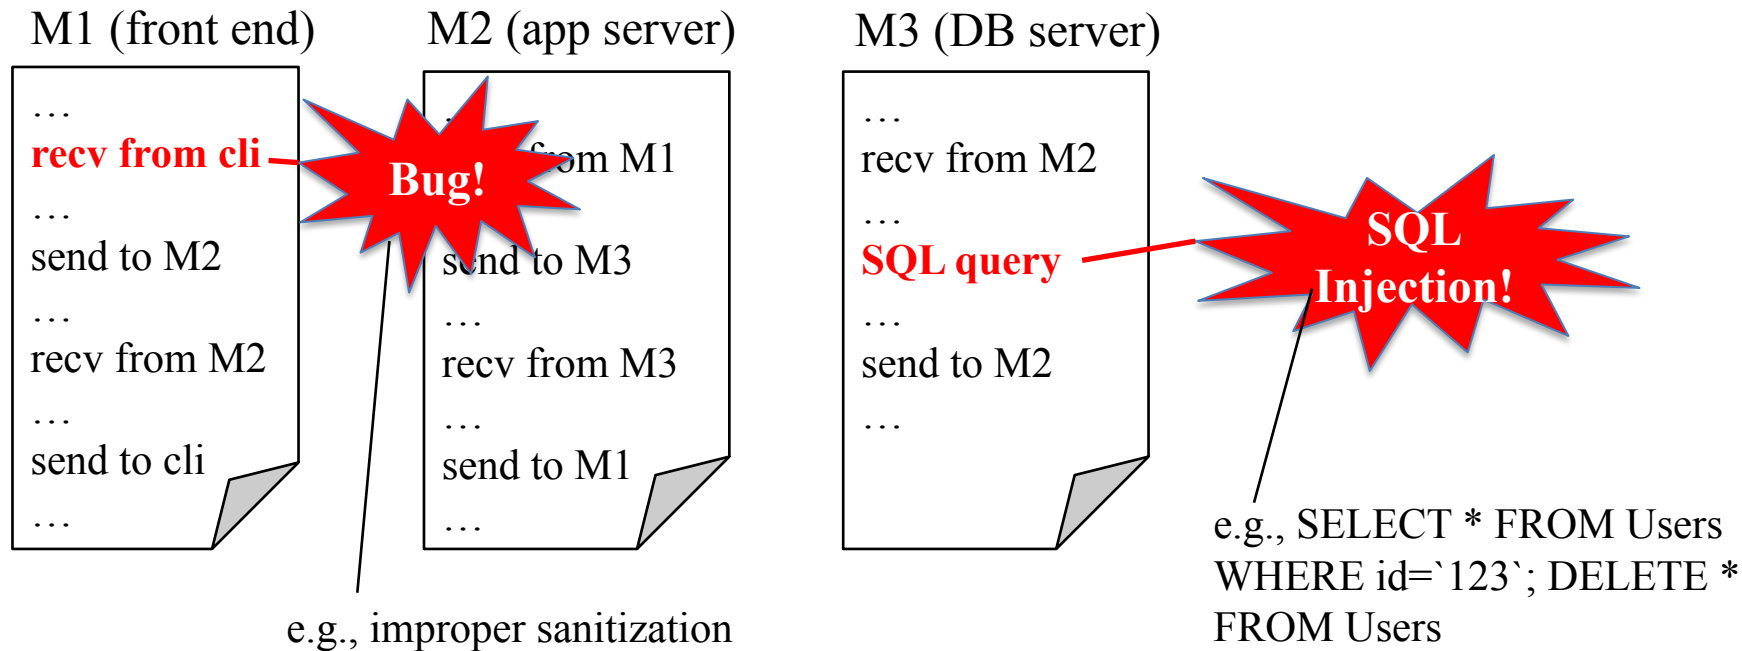 M1 (front end)
…
recv from cli
…
send to M2
…
recv from M2
…
send to cli
…
Bug!
e.g., improper sanitization
M2 (app server)
from M1
send to M3
…
recv from M3
…
send to M1
…
M3 (DB server)
…
recv from M2
…
SQL query
…
send to M2
…
SQL
Injection!
e.g., SELECT * FROM Users
WHERE id=`123`; DELETE *
FROM Users